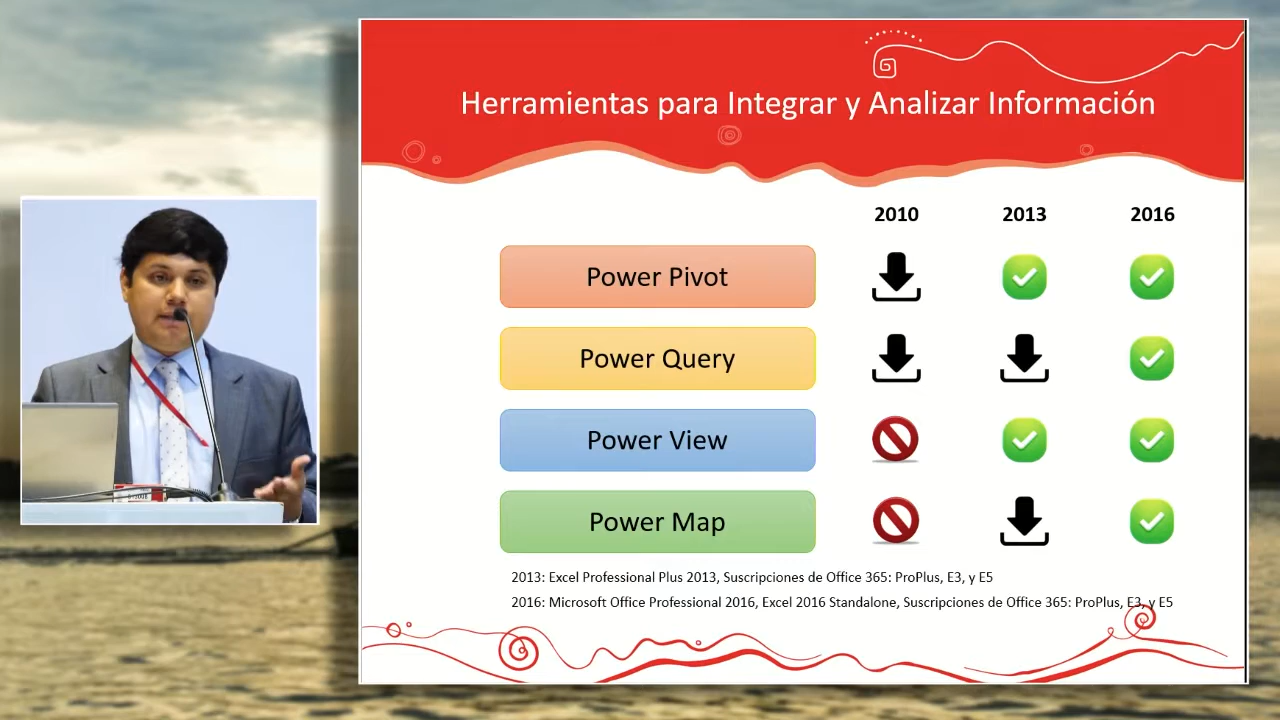 Herramientas para Integrar y Analizar Información
2010 2013 2016
Power Pivot
Power Query
Power View
Power Map
2013: Excel Professional Plus 2013, Suscripciones de Office 365: ProPlus, E3, y E5
2016: Microsoft Office Professional 2016, Excel 2016 Standalone, Suscripciones de Office 365: ProPlus, E3, y E5